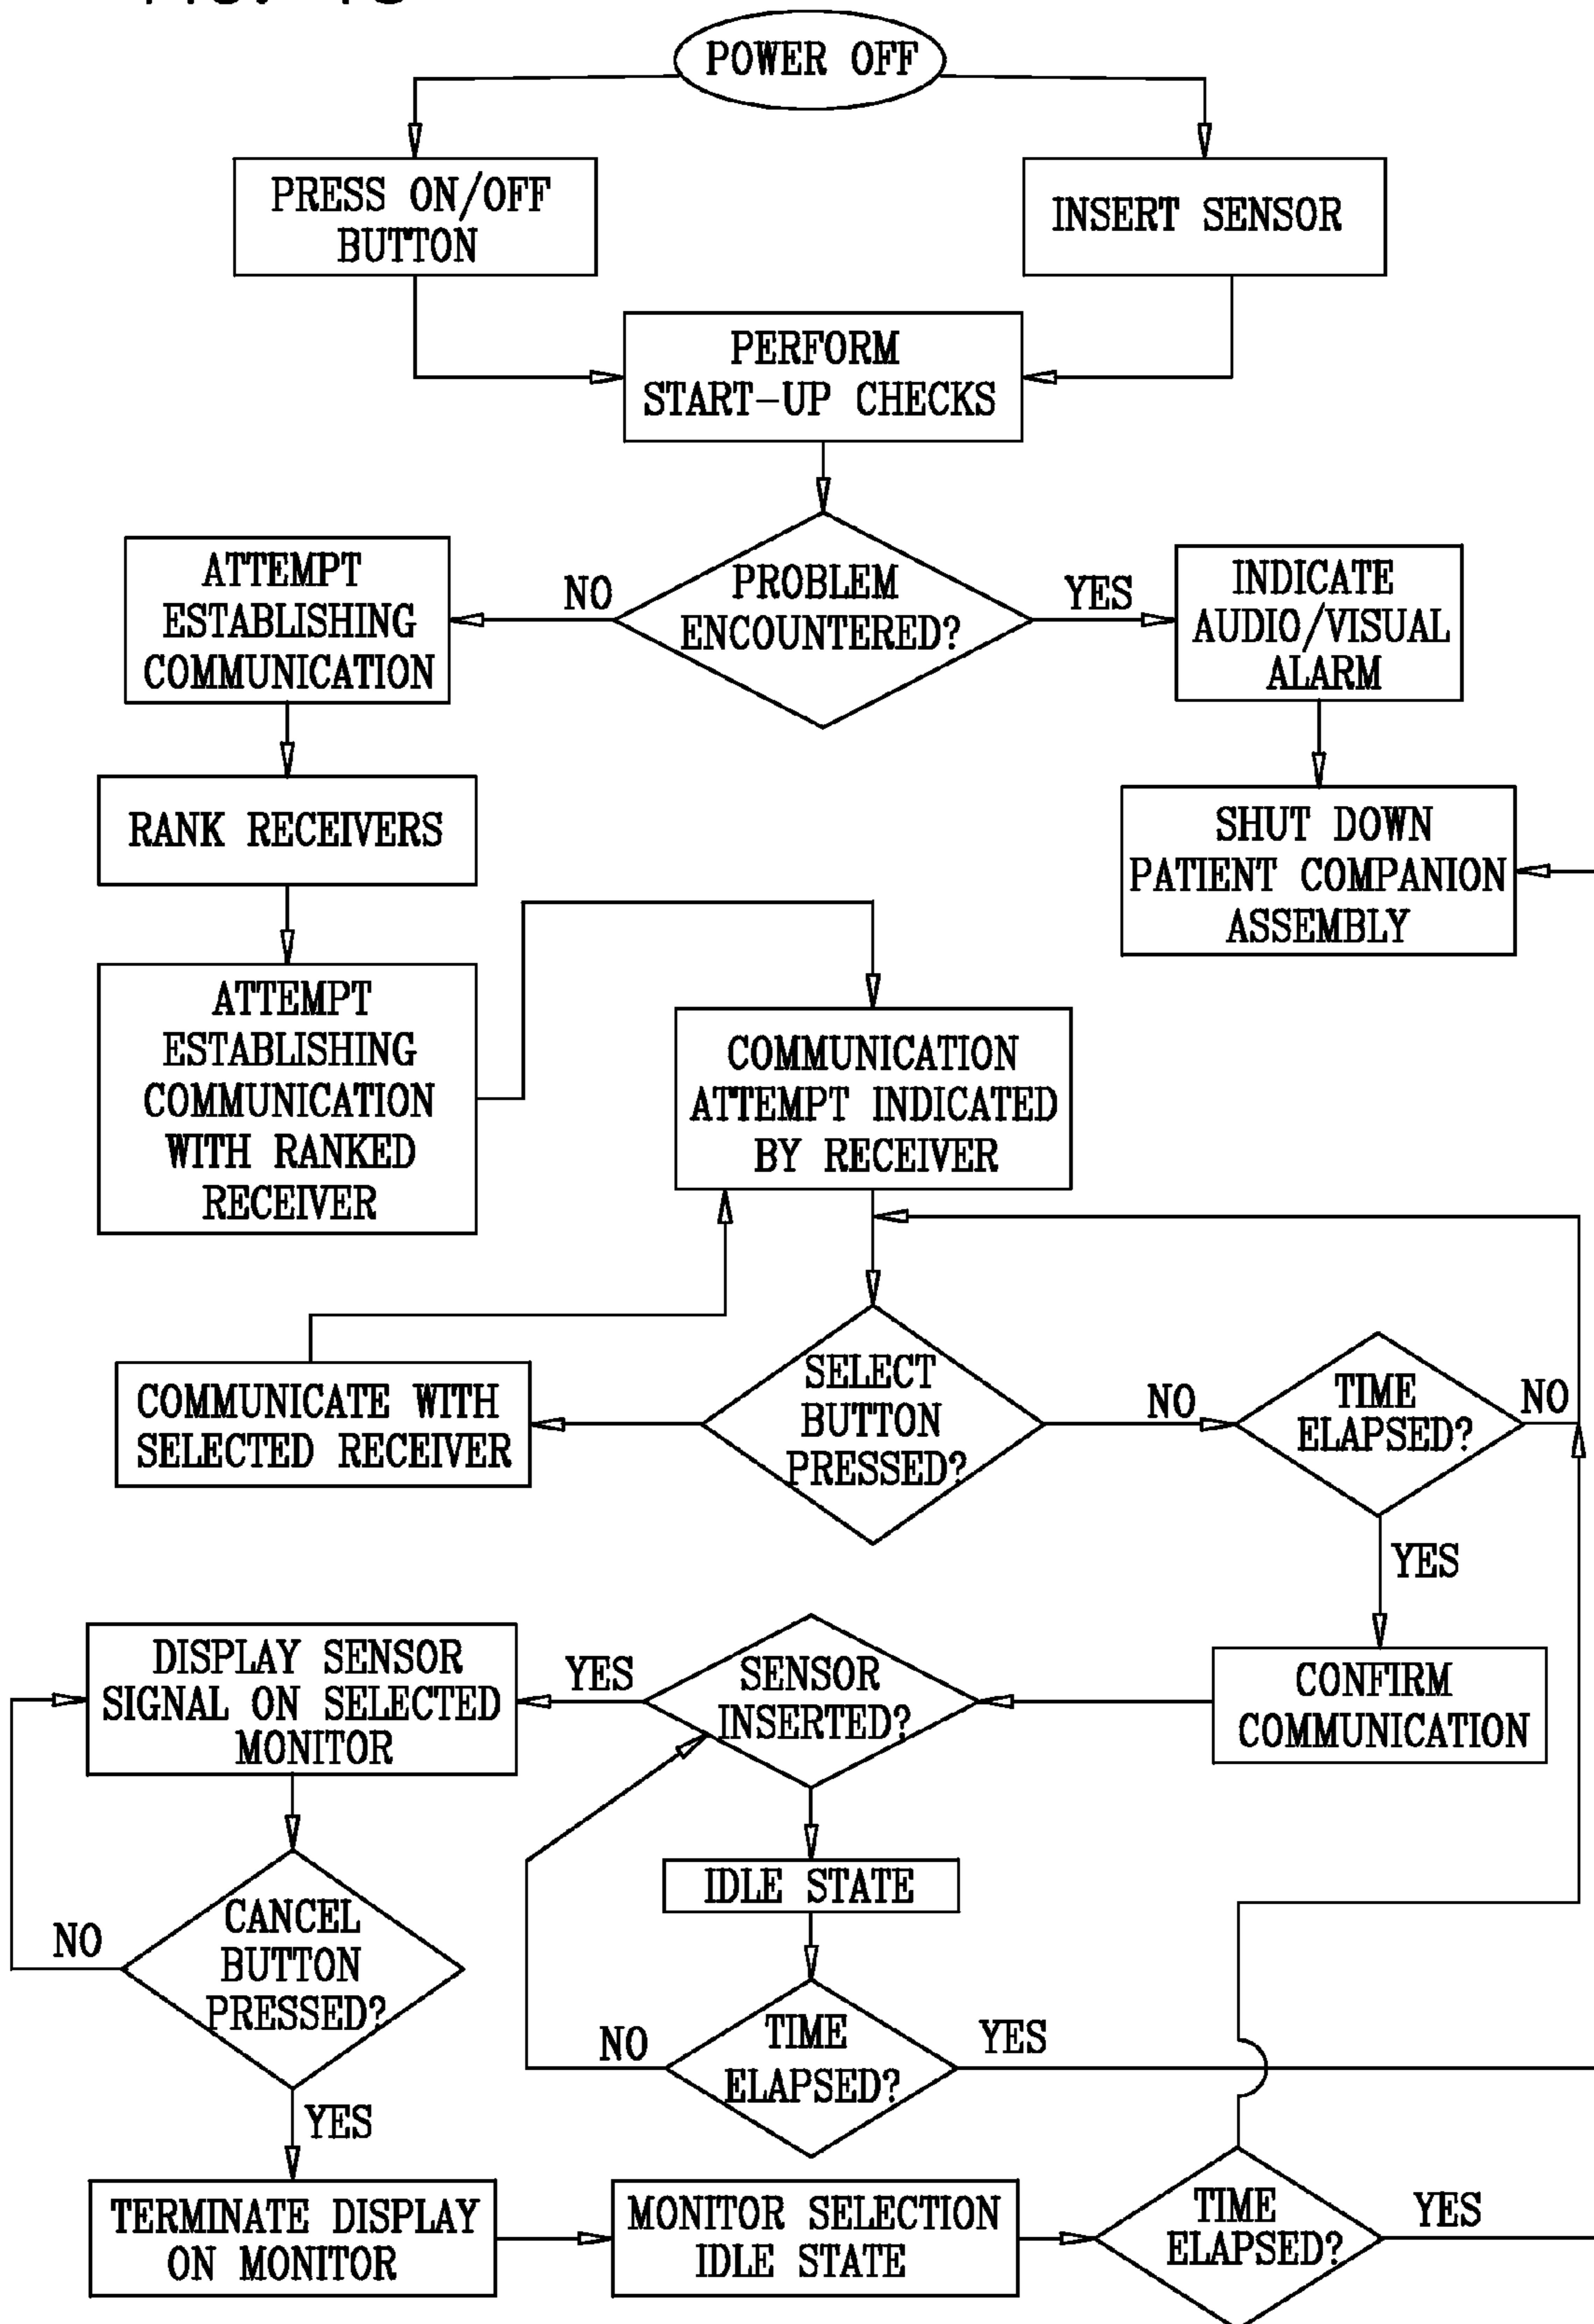 POWER OFF
PRESS ON/OFF
BUTTON
INSERT SENSOR
PERFORM
START-UP CHECKS
ATTEMPT
ESTABLISHING
COMMUNICATION
NO
PROBLEM
ENCOUNTERED?
YES
INDICATE
AUDIO/VISUAL
ALARM
RANK RECEIVERS
SHUT DOWN
PATIENT COMPANION
ASSEMBLY
ATTEMPT
ESTABLISHING
COMMUNICATION
WITH RANKED
RECEIVER
COMMUNICATION
ATTEMPT INDICATED
BY RECEIVER
COMMUNICATE WITH
SELECTED RECEIVER
SELECT
BUTTON
PRESSED?
NO
TIME
ELAPSED?
NO
YES
DISPLAY SENSOR
SIGNAL ON SELECTED
MONITOR
YES
SENSOR
INSERTED?
CONFIRM
COMMUNICATION
IDLE STATE
NO
CANCEL
BUTTON
PRESSED?
NO
TIME
ELAPSED?
YES
YES
TERMINATE DISPLAY
ON MONITOR
MONITOR SELECTION
IDLE STATE
TIME
ELAPSED?
YES